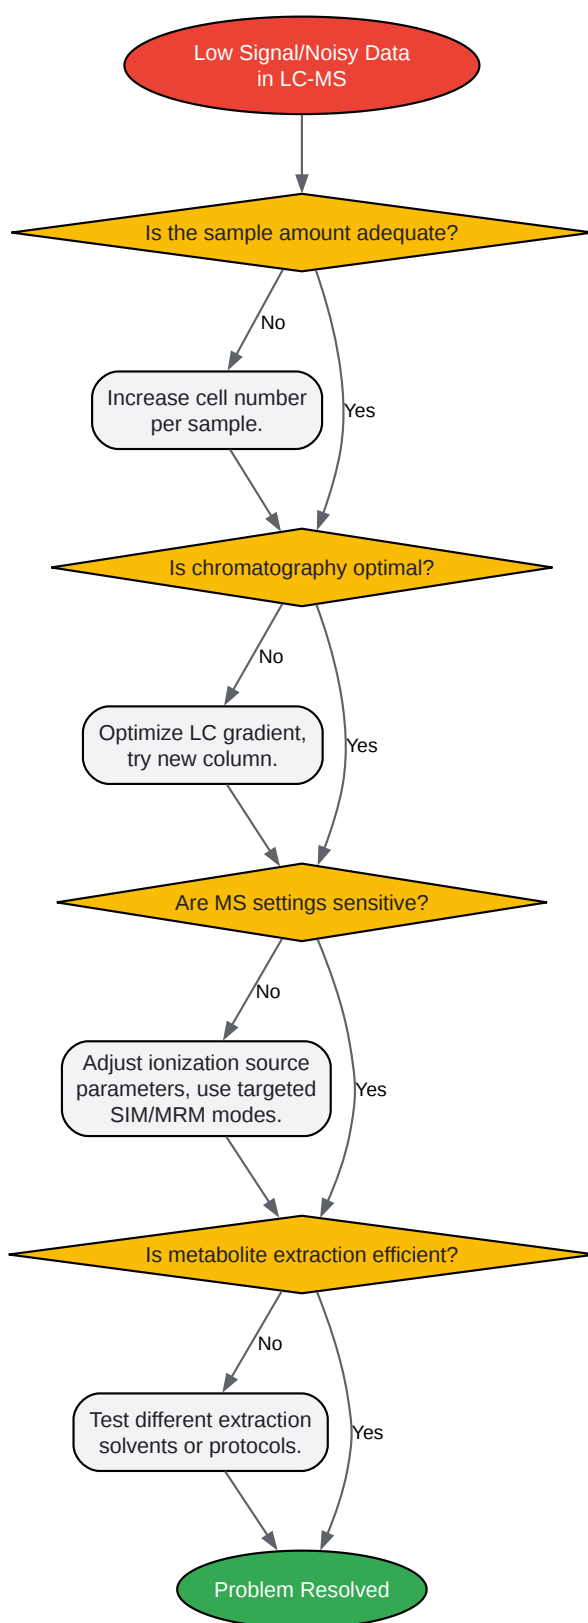 Low Signal/Noisy Data
in LC-MS
Is the sample amount adequate?
No
Increase cell number
per sample.
Yes
Is chromatography optimal?
No
Optimize LC gradient,
try new column.
Yes
Are MS settings sensitive?
No
Adjust ionization source
parameters, use targeted
SIM/MRM modes.
Yes
Is metabolite extraction efficient?
No
Test different extraction
solvents or protocols.
Yes
Problem Resolved